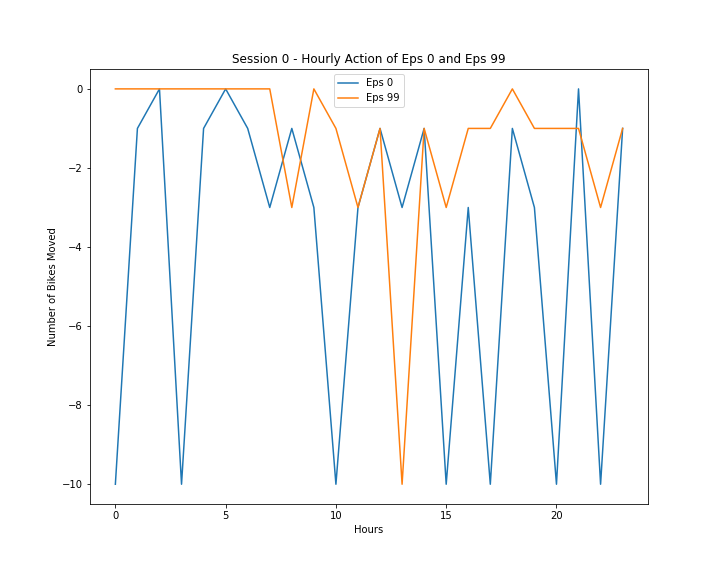 Session 0 - Hourly Action of Eps 0 and Eps 99
Eps 0
Eps 99
Number of Bikes Moved
0
−2
−4
−6
−8
−10
0 5 10 15 20
Hours